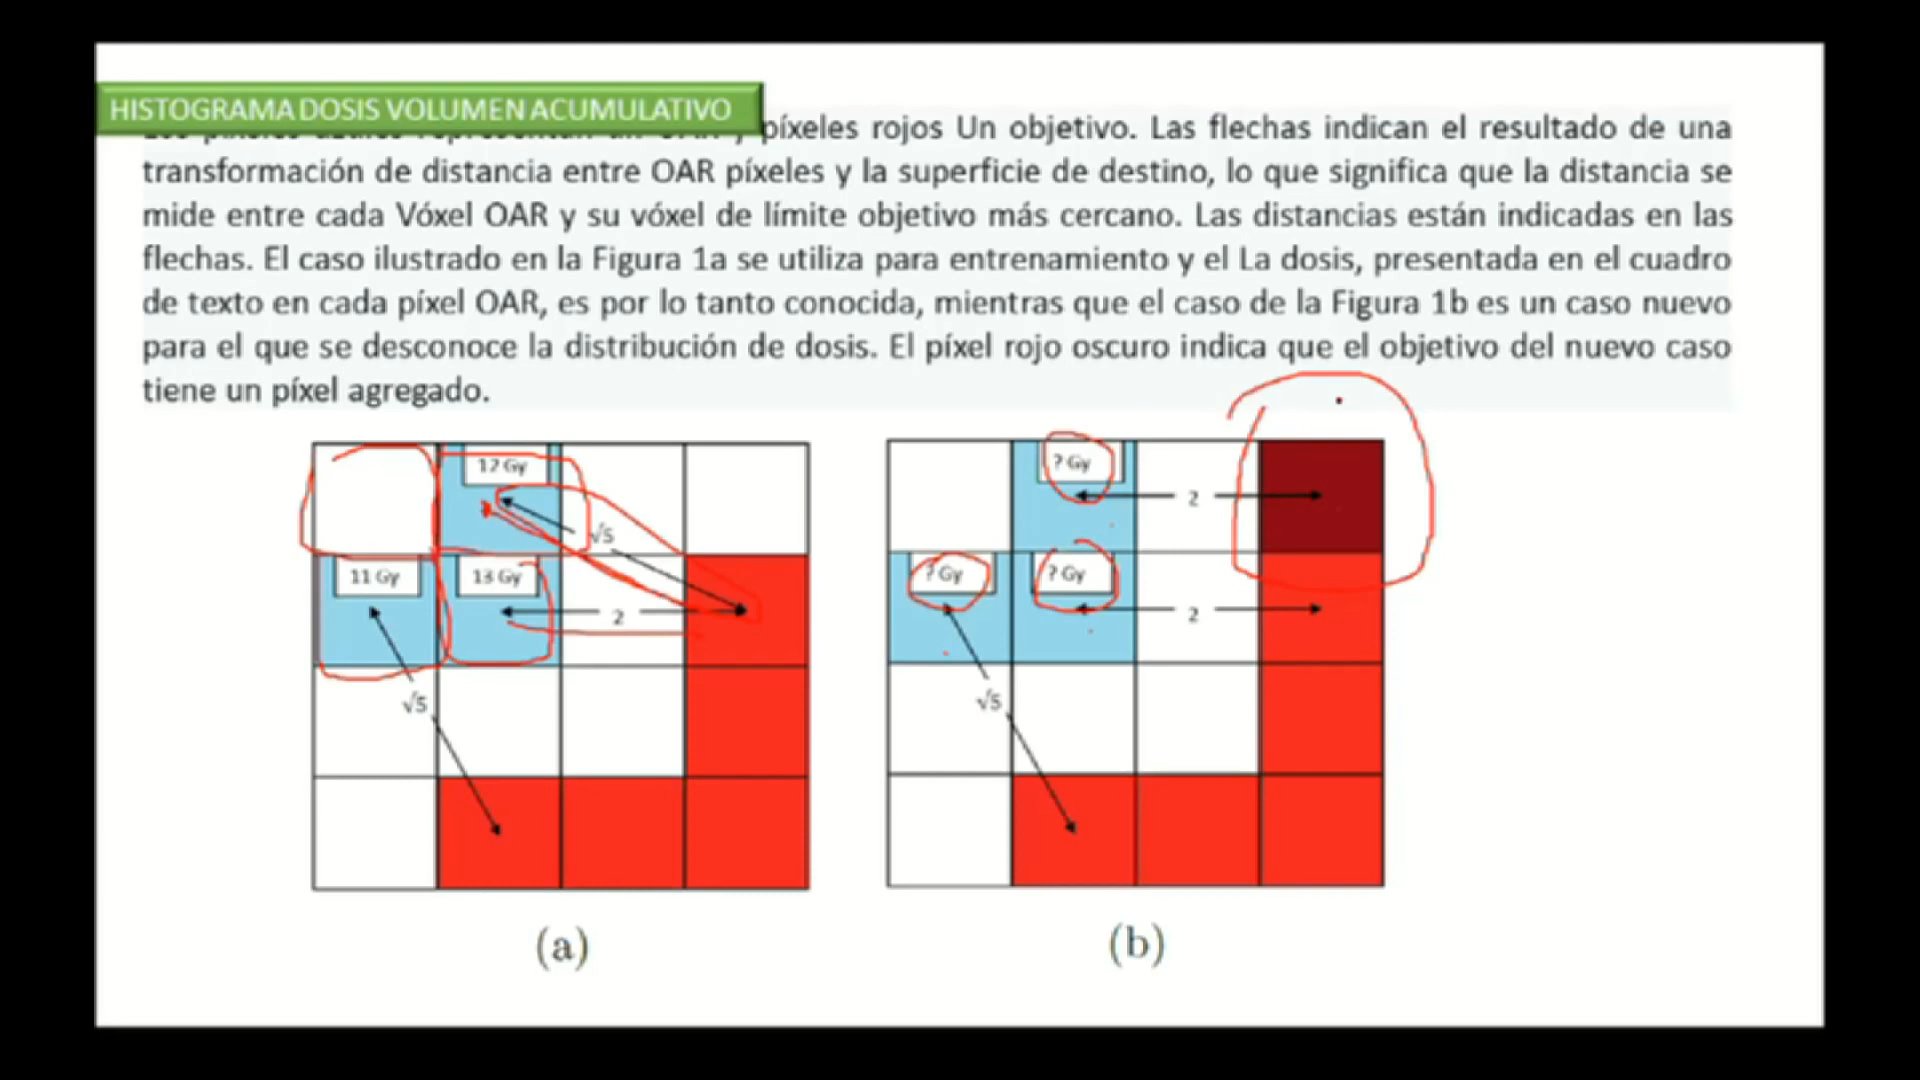 HISTOGRAMA DOSIS VOLUMEN ACUMULATIVO
píxeles rojos Un objetivo. Las flechas indican el resultado de una
transformación de distancia entre OAR píxeles y la superficie de destino, lo que significa que la distancia se
mide entre cada Vóxel OAR y su vóxel de límite objetivo más cercano. Las distancias están indicadas en las
flechas. El caso ilustrado en la Figura 1a se utiliza para entrenamiento y el La dosis, presentada en el cuadro
de texto en cada píxel OAR, es por lo tanto conocida, mientras que el caso de la Figura 1b es un caso nuevo
para el que se desconoce la distribución de dosis. El píxel rojo oscuro indica que el objetivo del nuevo caso
tiene un píxel agregado.
12 Gy
√5
11 Gy
13 Gy
2
√5
(a)
? Gy
2
? Gy
? Gy
2
√5
(b)